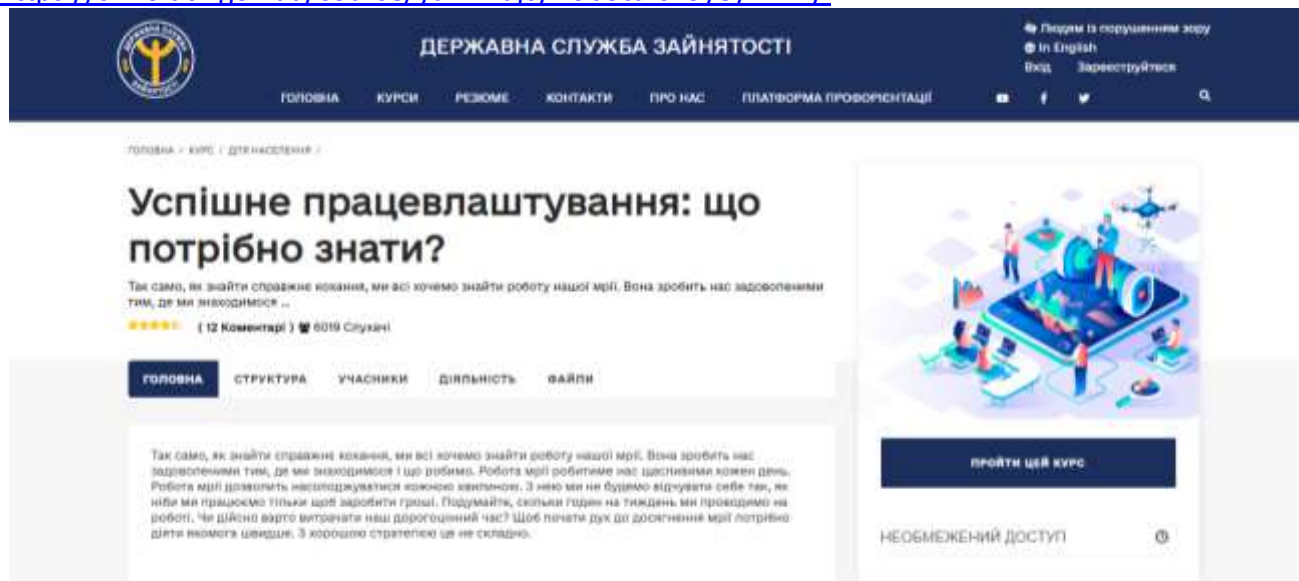 ДЕРЖАВНА СЛУЖБА ЗАЙНЯТОСТІ
Людям із порушенням зору
In English
Вхід Зареєструйтеся
ГОЛОВНА КУРСИ РЕЗЮМЕ КОНТАКТИ ПРО НАС ПЛАТФОРМА ПРОФОРІЄНТАЦІЇ
ГОЛОВНА / КУРС / ДЛЯ НАСЕЛЕННЯ /
Успішне працевлаштування: що
потрібно знати?
Так само, як знайти справжнє кохання, ми всі хочемо знайти роботу нашої мрії. Вона зробить нас задоволеними
тим, де ми знаходимося ...
( 12 Коментарі ) 6019 Слухачі
ГОЛОВНА СТРУКТУРА УЧАСНИКИ ДІЯЛЬНІСТЬ ФАЙЛИ
Так само, як знайти справжнє кохання, ми всі хочемо знайти роботу нашої мрії. Вона зробить нас
задоволеними тим, де ми знаходимося і що робимо. Робота мрії робитиме нас щасливими кожен день.
Робота мрії дозволить насолоджуватися кожною хвилиною. З нею ми не будемо відчувати себе так, як
ніби ми працюємо тільки щоб заробити гроші. Подумайте, скільки годин на тиждень ми проводимо на
роботі. Чи дійсно варто витрачати наш дорогоцінний час? Щоб почати рух до досягнення мрії потрібно
діяти якомога швидше. З хорошою стратегією це не складно.
ПРОЙТИ ЦЕЙ КУРС
НЕОБМЕЖЕНИЙ ДОСТУП